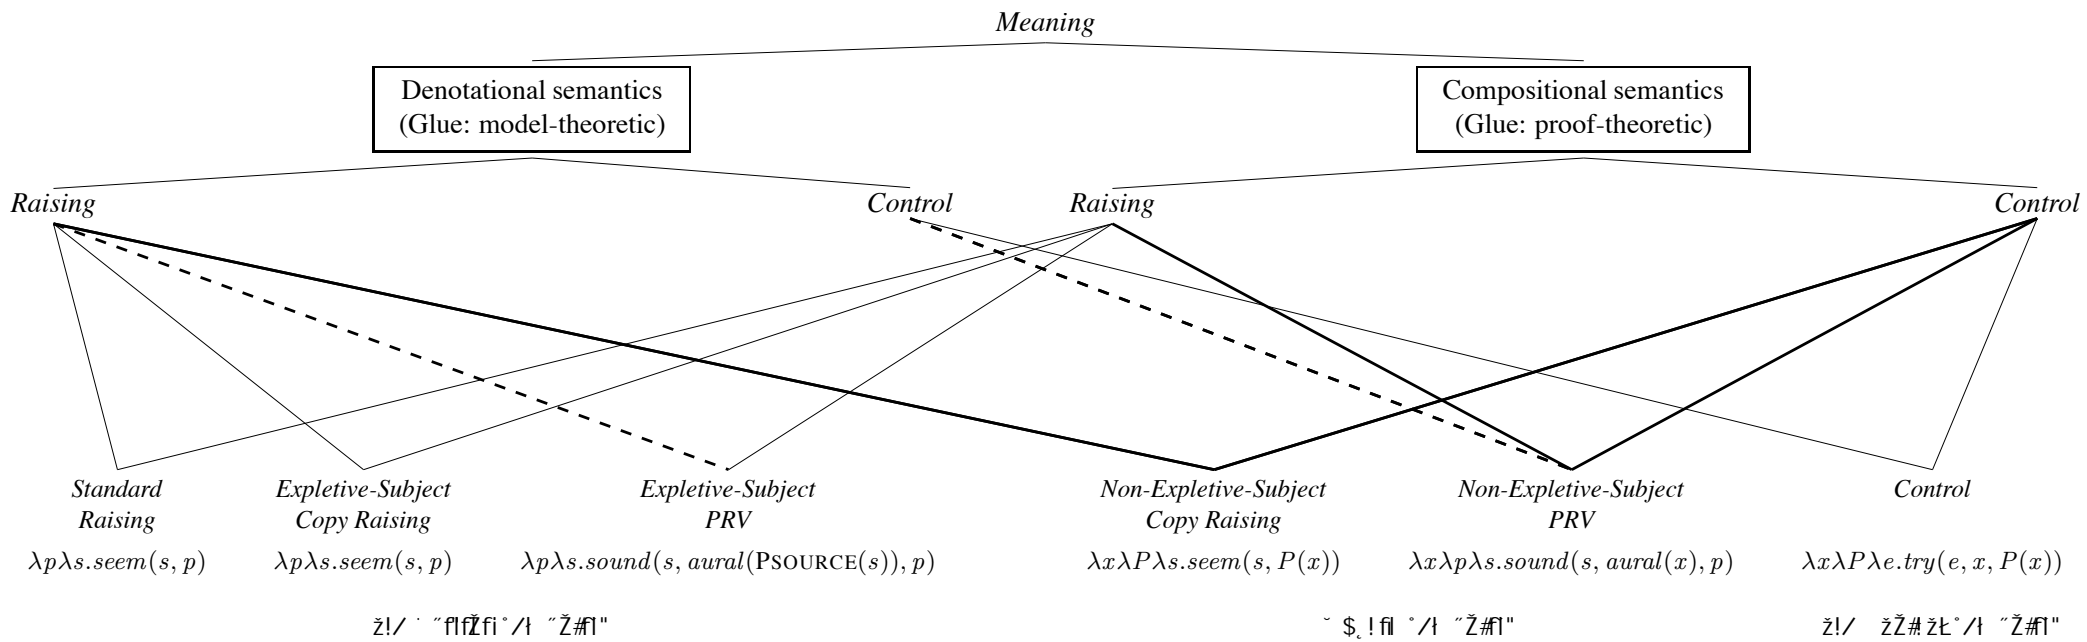 Meaning
Denotational semantics
(Glue: model-theoretic)
Compositional semantics
(Glue: proof-theoretic)
Raising
Control
Raising
Control
Standard
Raising
λpλs.seem(s, p)
Expletive-Subject
Copy Raising
λpλs.seem(s, p)
Expletive-Subject
PRV
λpλs.sound(s, aural(PSOURCE(s)), p)
Non-Expletive-Subject
Copy Raising
λxλPλs.seem(s, P(x))
Non-Expletive-Subject
PRV
λxλpλs.sound(s, aural(x), p)
Control
λxλPλe.try(e, x, P(x))